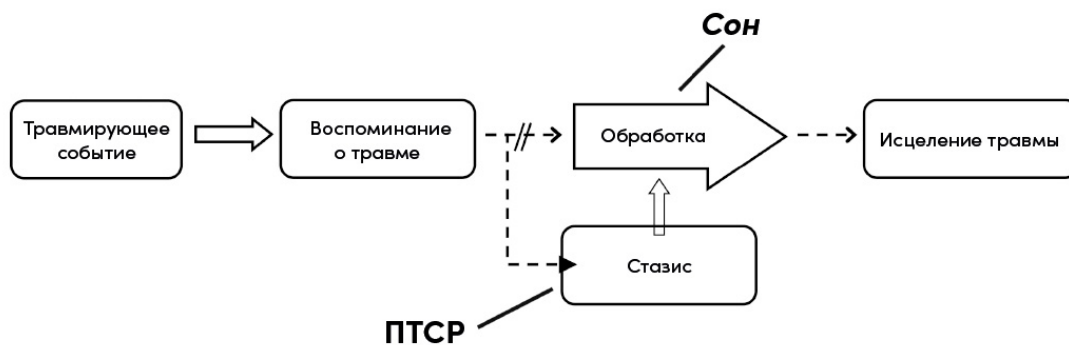 Сон
Травмирующее
событие
Воспоминание
о травме
Обработка
Исцеление травмы
Стазис
ПТСР